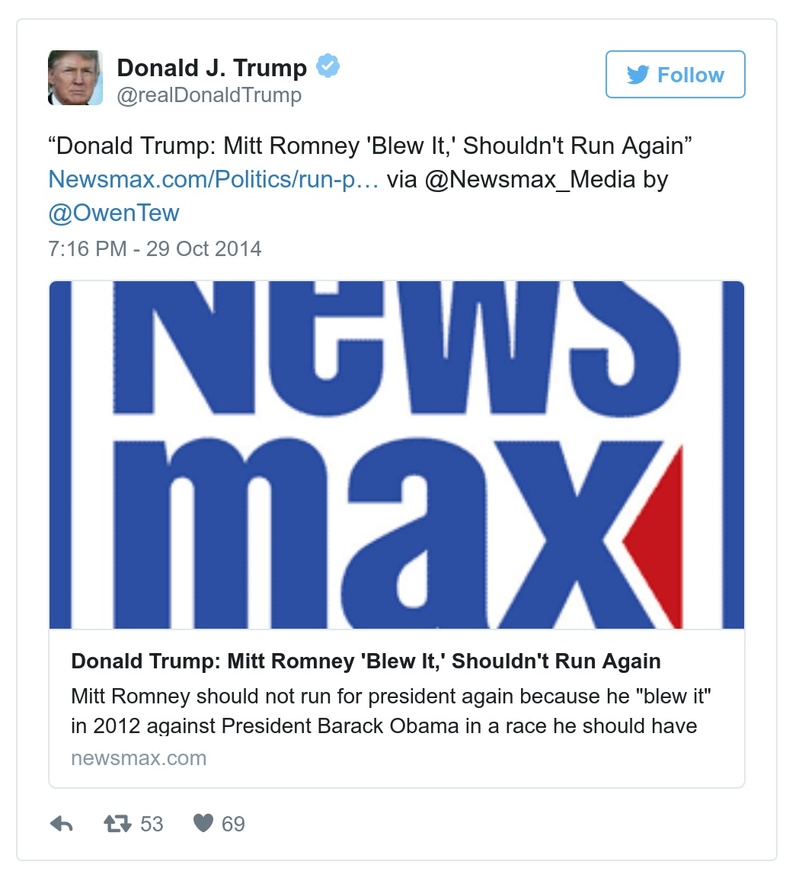 Donald J. Trump
@realDonaldTrump
Follow
“Donald Trump: Mitt Romney 'Blew It,' Shouldn't Run Again”
Newsmax.com/Politics/run-p… via @Newsmax_Media by
@OwenTew
7:16 PM - 29 Oct 2014
News
max
Donald Trump: Mitt Romney 'Blew It,' Shouldn't Run Again
Mitt Romney should not run for president again because he "blew it"
in 2012 against President Barack Obama in a race he should have
newsmax.com
53 69